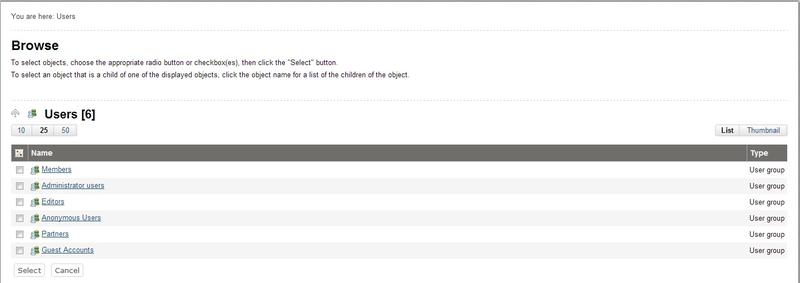 You are here: Users
Browse
To select objects, choose the appropriate radio button or checkbox(es), then click the "Select" button.
To select an object that is a child of one of the displayed objects, click the object name for a list of the children of the object.
Users [6]
10 25 50 List Thumbnail
Name Type
Members User group
Administrator users User group
Editors User group
Anonymous Users User group
Partners User group
Guest Accounts User group
Select Cancel